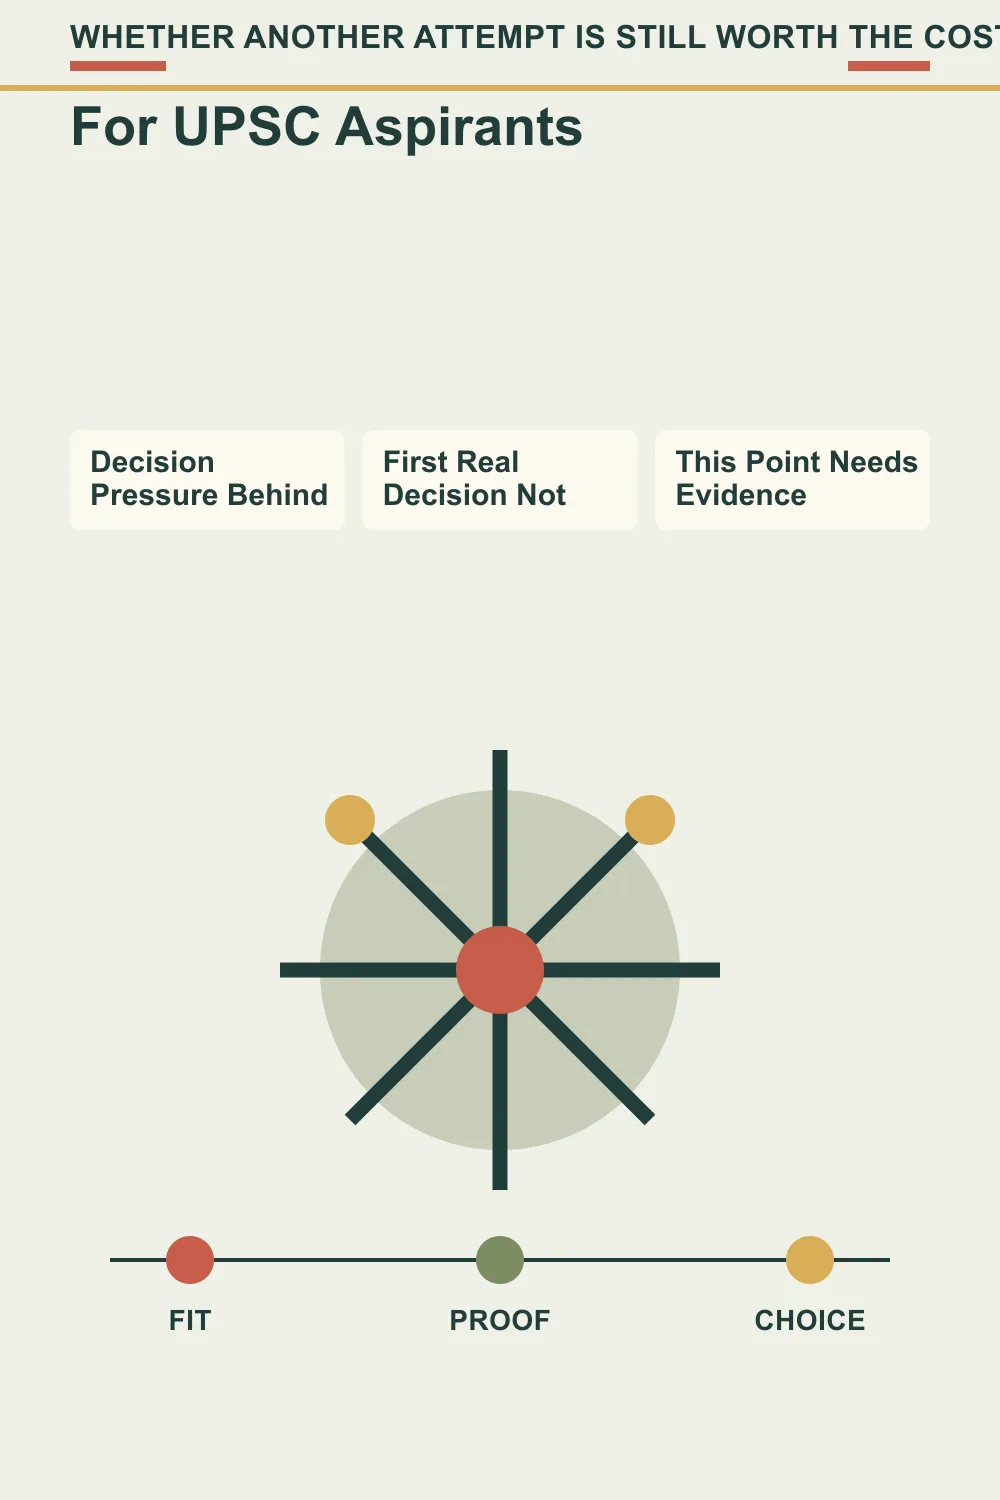 WHETHER ANOTHER ATTEMPT IS STILL WORTH THE COST
For UPSC Aspirants
Decision
Pressure Behind
First Real
Decision Not
This Point Needs
Evidence
FIT
PROOF
CHOICE